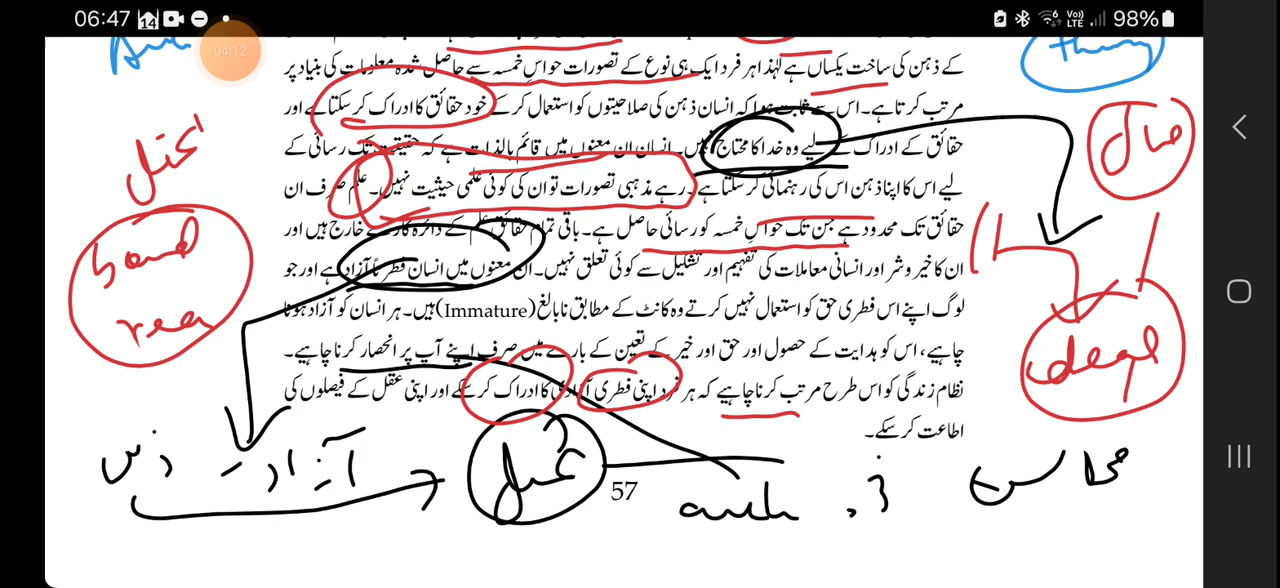 06:47
14
6
Vo))
LTE
98%
04:12
thing
کے ذہن کی ساخت یکساں ہے لہٰذا ہر فرد ایک ہی نوع کے تصورات حواسِ خمسہ سے حاصل شدہ معلومات کی بنیاد پر
مرتب کرتا ہے۔ اس سے ثابت ہوا کہ انسان ذہن کی صلاحیتوں کو استعمال کر کے خود حقائق کا ادراک کر سکتا ہے اور
حقائق کے ادراک کے لیے وہ خدا کا محتاج نہیں۔ انسان ان معنوں میں قائم بالذات ہے کہ حقیقت تک رسائی کے
لیے اس کا اپنا ذہن اس کی رہنمائی کر سکتا ہے۔ رہے مذہبی تصورات تو ان کی کوئی علمی حیثیت نہیں۔ علم صرف ان
حقائق تک محدود ہے جن تک حواسِ خمسہ کو رسائی حاصل ہے۔ باقی تمام حقائق علم کے دائرہ کار سے خارج ہیں اور
ان کا خیر و شر اور انسانی معاملات کی تفہیم اور تشکیل سے کوئی تعلق نہیں۔ ان معنوں میں انسان فطرتاً آزاد ہے اور جو
لوگ اپنے اس فطری حق کو استعمال نہیں کرتے وہ کانٹ کے مطابق نابالغ (Immature) ہیں۔ ہر انسان کو آزاد ہونا
چاہیے، اس کو ہدایت کے حصول اور حق اور خیر کے تعین کے بارے میں صرف اپنے آپ پر انحصار کرنا چاہیے۔
نظام زندگی کو اس طرح مرتب کرنا چاہیے کہ ہر فرد اپنی فطری آزادی کا ادراک کر سکے اور اپنی عقل کے فیصلوں کی
اطاعت کر سکے۔
عقل
ideal
آزاد
عقل
57